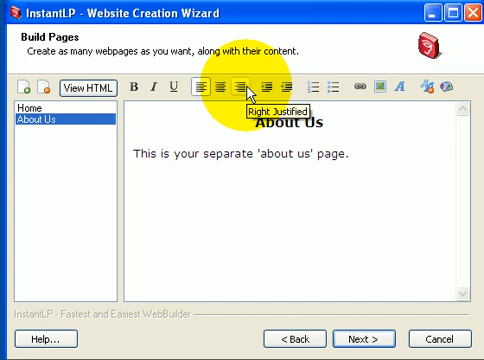 InstantLP - Website Creation Wizard
Build Pages
Create as many webpages as you want, along with their content.
View HTML B I U A
Right Justified
Home
About Us
About Us
This is your separate 'about us' page.
InstantLP - Fastest and Easiest WebBuilder
Help... < Back Next > Cancel